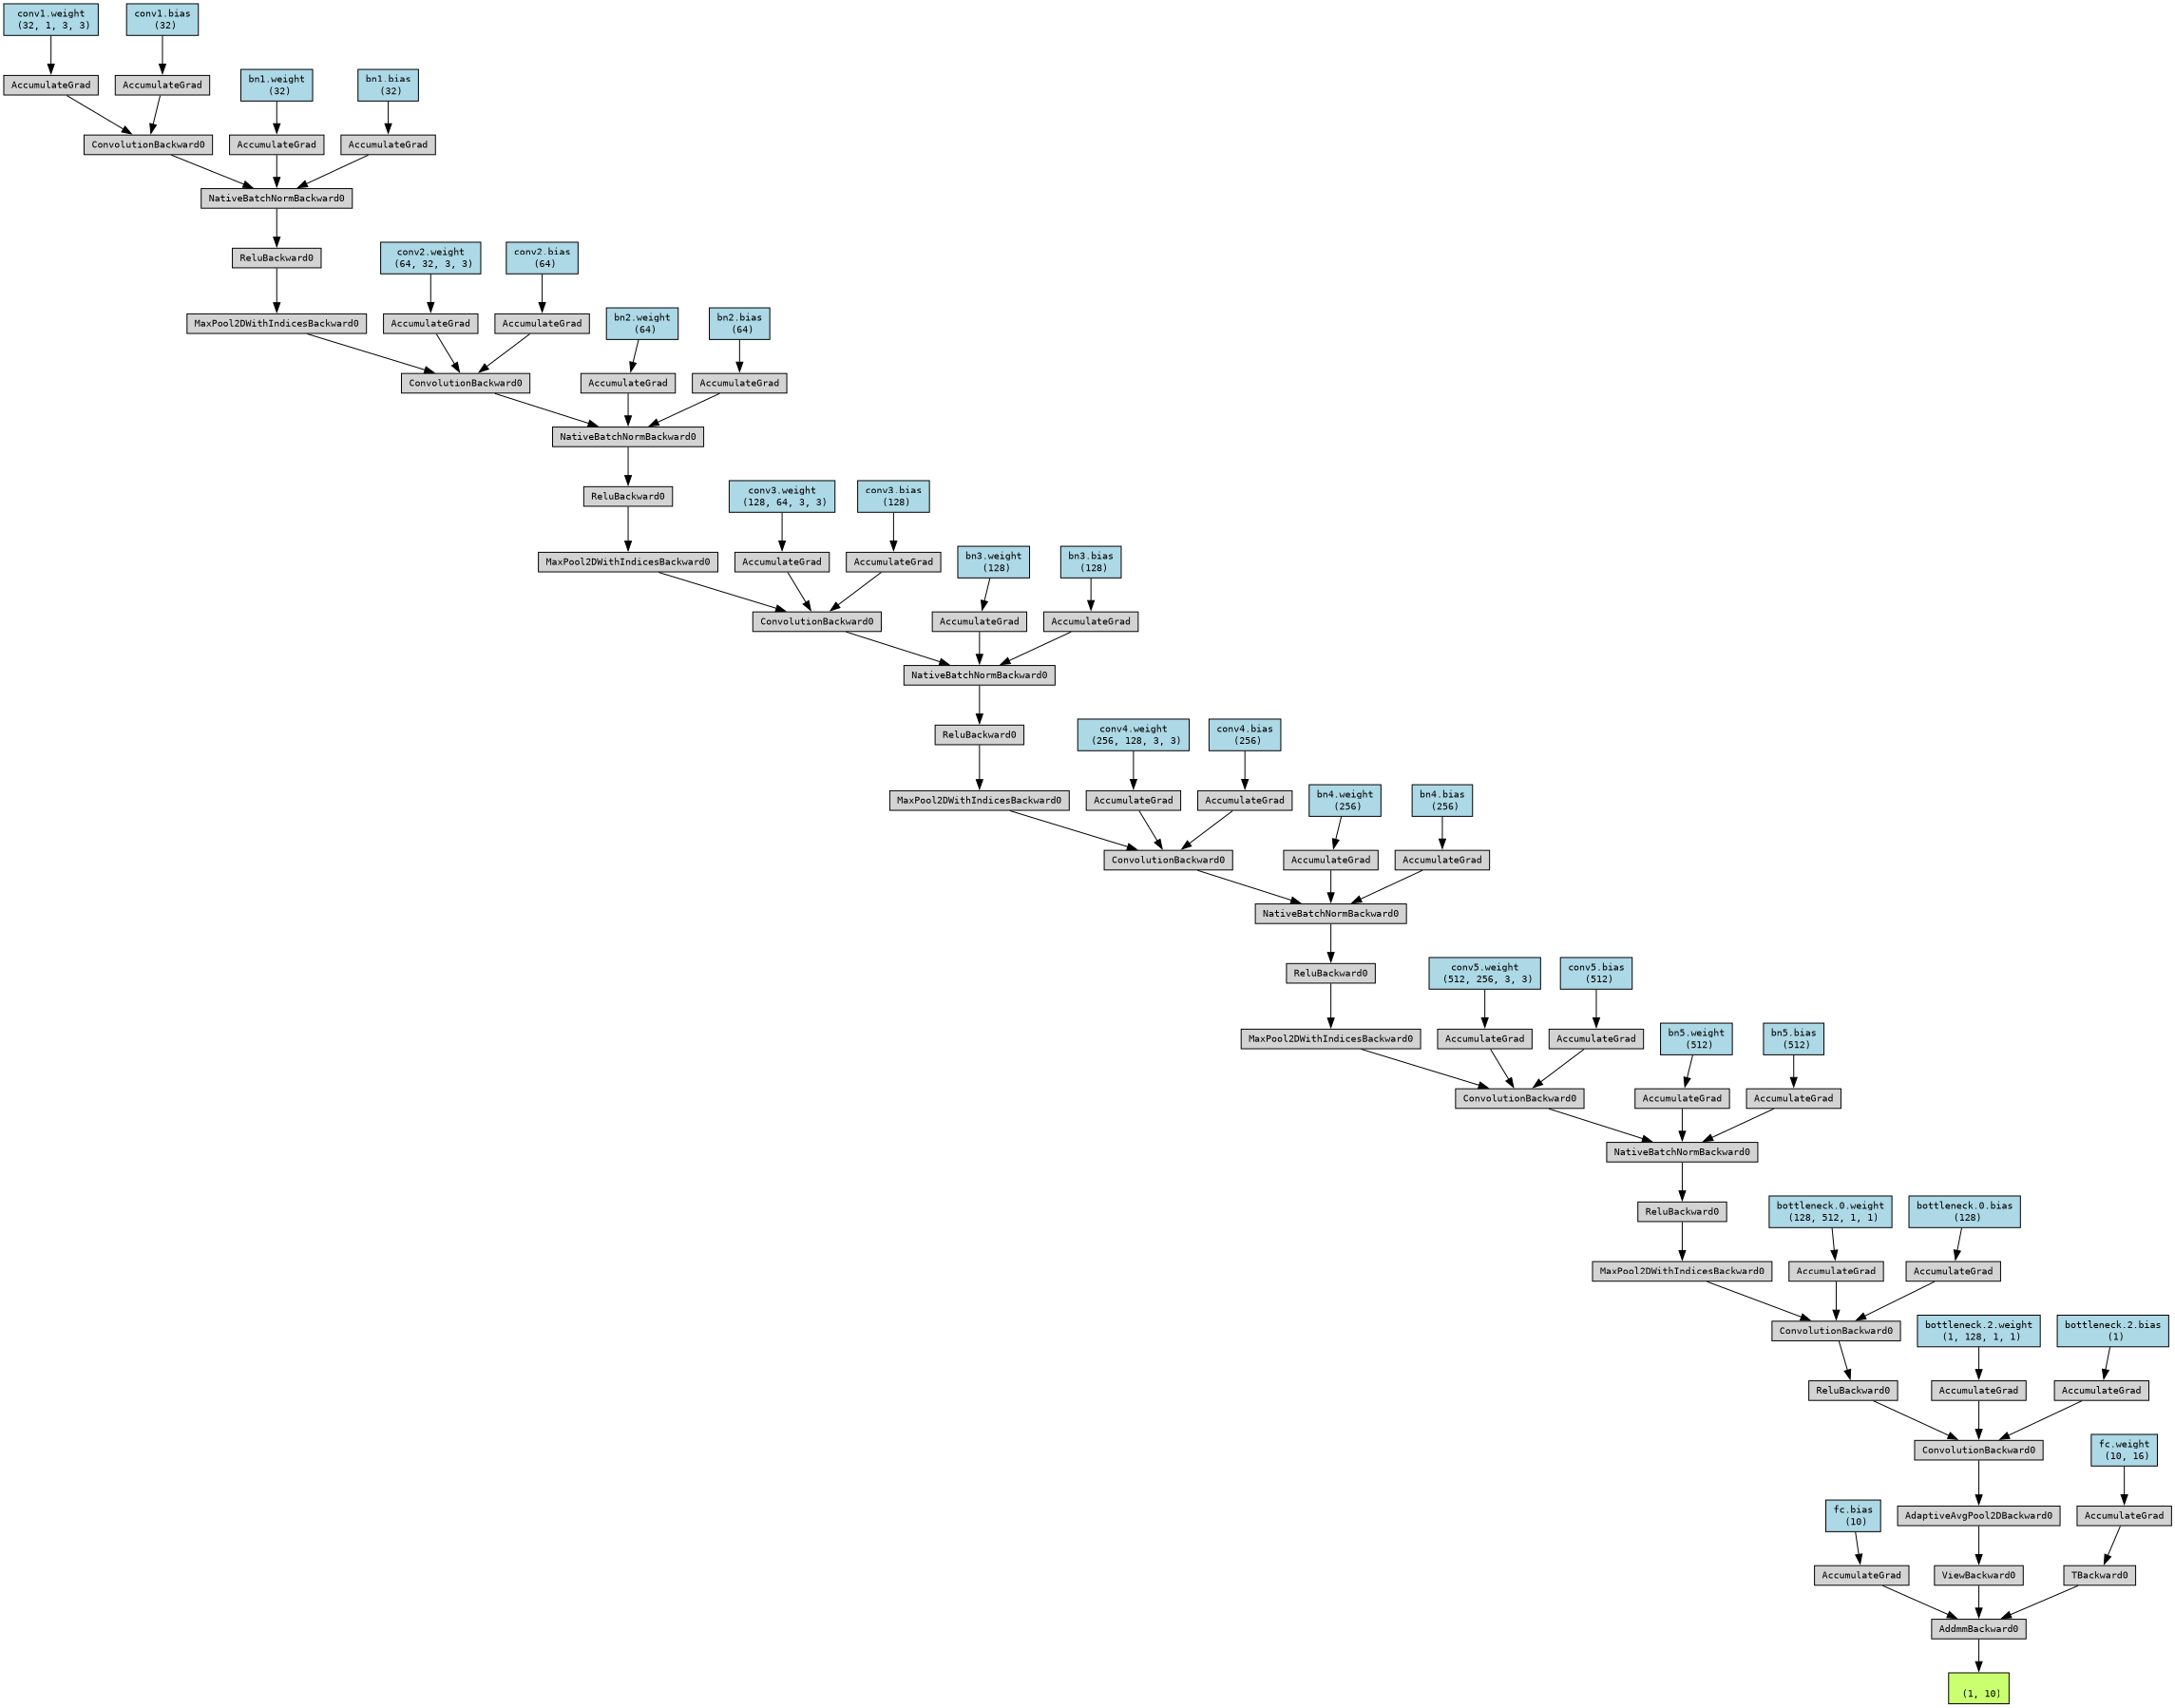 conv1.weight
(32, 1, 3, 3)
conv1.bias
(32)
AccumulateGrad
AccumulateGrad
bn1.weight
(32)
bn1.bias
(32)
ConvolutionBackward0
AccumulateGrad
AccumulateGrad
NativeBatchNormBackward0
ReluBackward0
conv2.weight
(64, 32, 3, 3)
conv2.bias
(64)
MaxPool2DWithIndicesBackward0
AccumulateGrad
AccumulateGrad
bn2.weight
(64)
bn2.bias
(64)
ConvolutionBackward0
AccumulateGrad
AccumulateGrad
NativeBatchNormBackward0
ReluBackward0
conv3.weight
(128, 64, 3, 3)
conv3.bias
(128)
MaxPool2DWithIndicesBackward0
AccumulateGrad
AccumulateGrad
bn3.weight
(128)
bn3.bias
(128)
ConvolutionBackward0
AccumulateGrad
AccumulateGrad
NativeBatchNormBackward0
ReluBackward0
conv4.weight
(256, 128, 3, 3)
conv4.bias
(256)
MaxPool2DWithIndicesBackward0
AccumulateGrad
AccumulateGrad
bn4.weight
(256)
bn4.bias
(256)
ConvolutionBackward0
AccumulateGrad
AccumulateGrad
NativeBatchNormBackward0
ReluBackward0
conv5.weight
(512, 256, 3, 3)
conv5.bias
(512)
MaxPool2DWithIndicesBackward0
AccumulateGrad
AccumulateGrad
bn5.weight
(512)
bn5.bias
(512)
ConvolutionBackward0
AccumulateGrad
AccumulateGrad
NativeBatchNormBackward0
ReluBackward0
bottleneck.0.weight
(128, 512, 1, 1)
bottleneck.0.bias
(128)
MaxPool2DWithIndicesBackward0
AccumulateGrad
AccumulateGrad
ConvolutionBackward0
bottleneck.2.weight
(1, 128, 1, 1)
bottleneck.2.bias
(1)
ReluBackward0
AccumulateGrad
AccumulateGrad
ConvolutionBackward0
fc.weight
(10, 16)
fc.bias
(10)
AdaptiveAvgPool2DBackward0
AccumulateGrad
AccumulateGrad
ViewBackward0
TBackward0
AddmmBackward0
(1, 10)